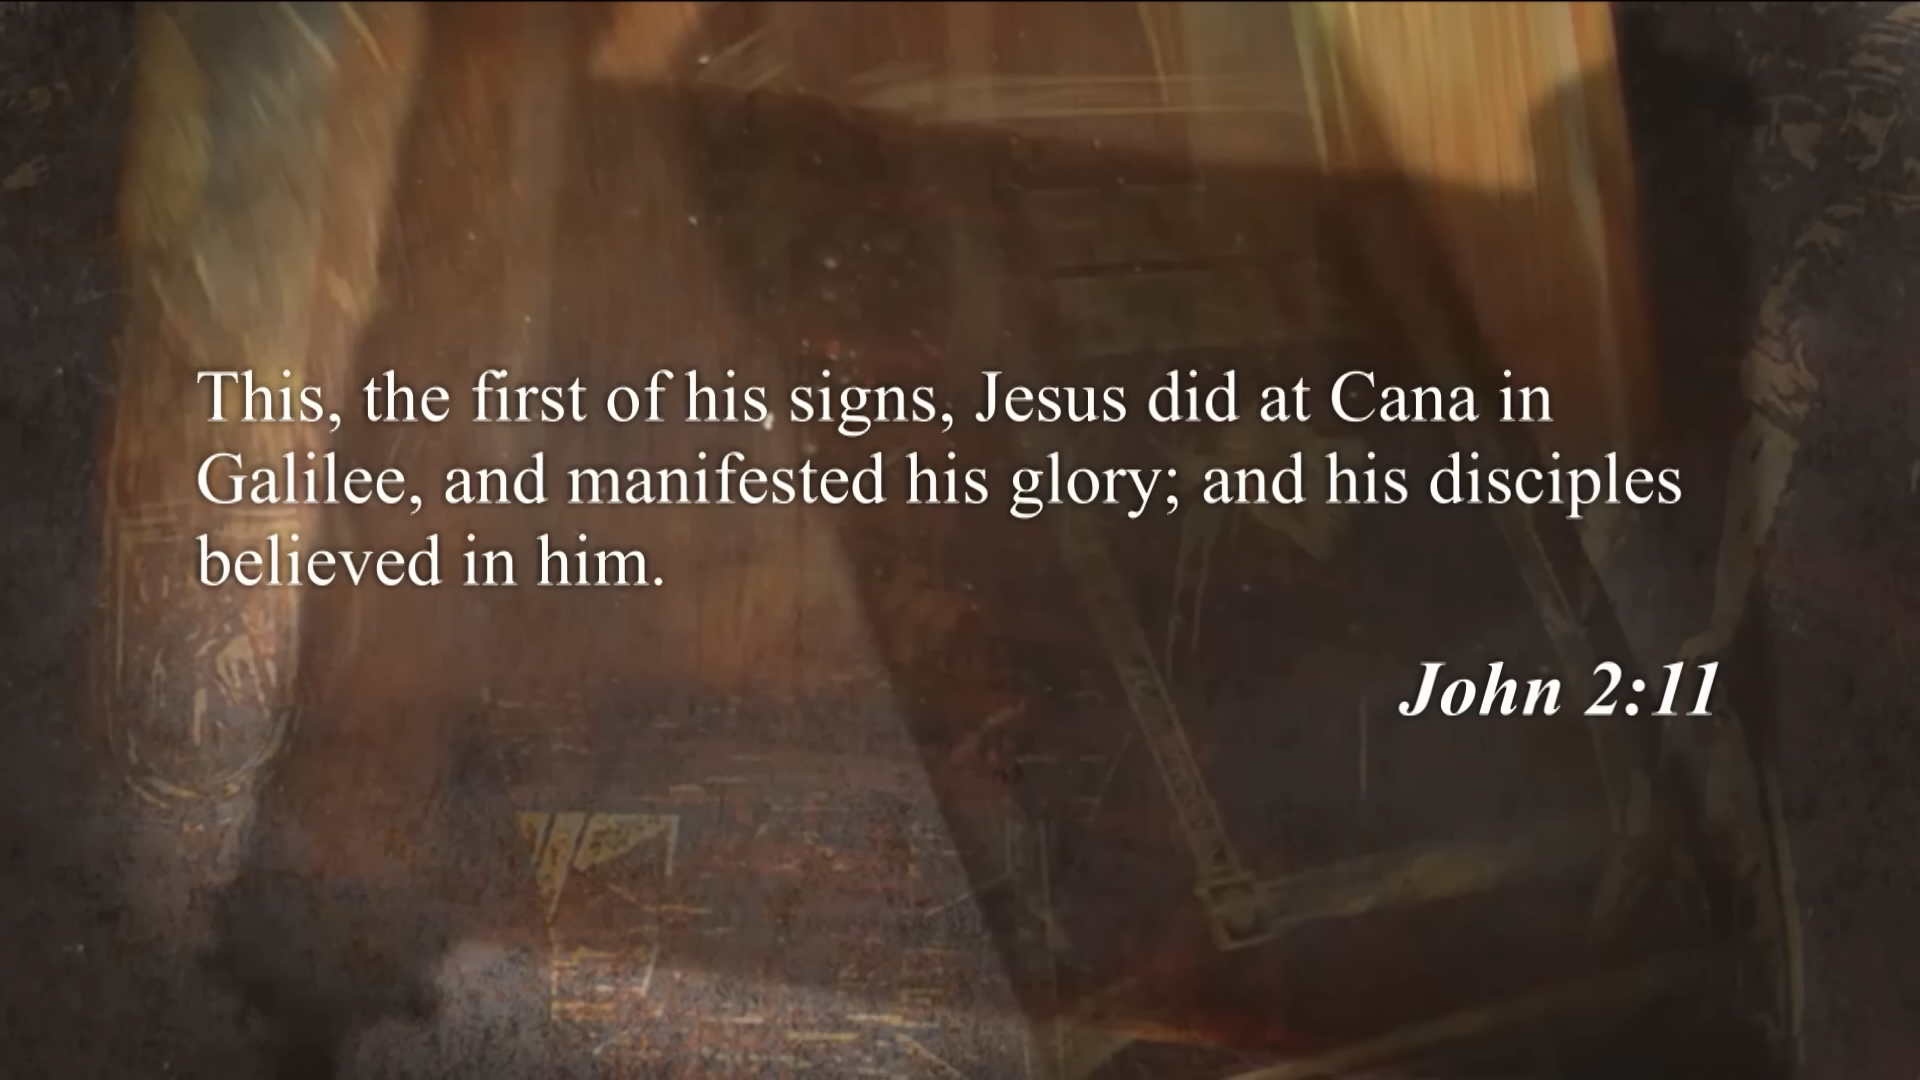 This, the first of his signs, Jesus did at Cana in
Galilee, and manifested his glory; and his disciples
believed in him.
John 2:11